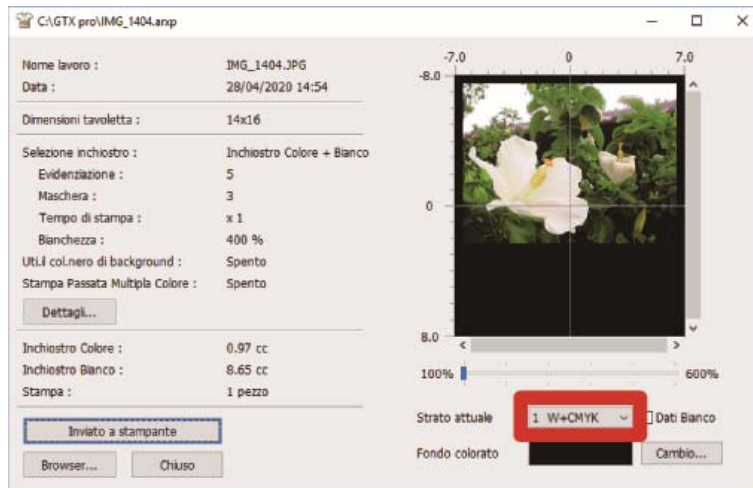 C:\GTX pro\IMG_1404.arxp
Nome lavoro : IMG_1404.JPG
Data : 28/04/2020 14:54
Dimensioni tavoletta : 14x16
Selezione inchiostro : Inchiostro Colore + Bianco
Evidenziazione : 5
Maschera : 3
Tempo di stampa : x 1
Bianchezza : 400 %
Uti.il col.nero di background : Spento
Stampa Passata Multipla Colore : Spento
Dettagli...
Inchiostro Colore : 0.97 cc
Inchiostro Bianco : 8.65 cc
Stampa : 1 pezzo
Inviato a stampante
Browser... Chiuso
-7.0 0 7.0
-8.0
0
8.0
100% 600%
Strato attuale 1 W+CMYK Dati Bianco
Fondo colorato Cambio...